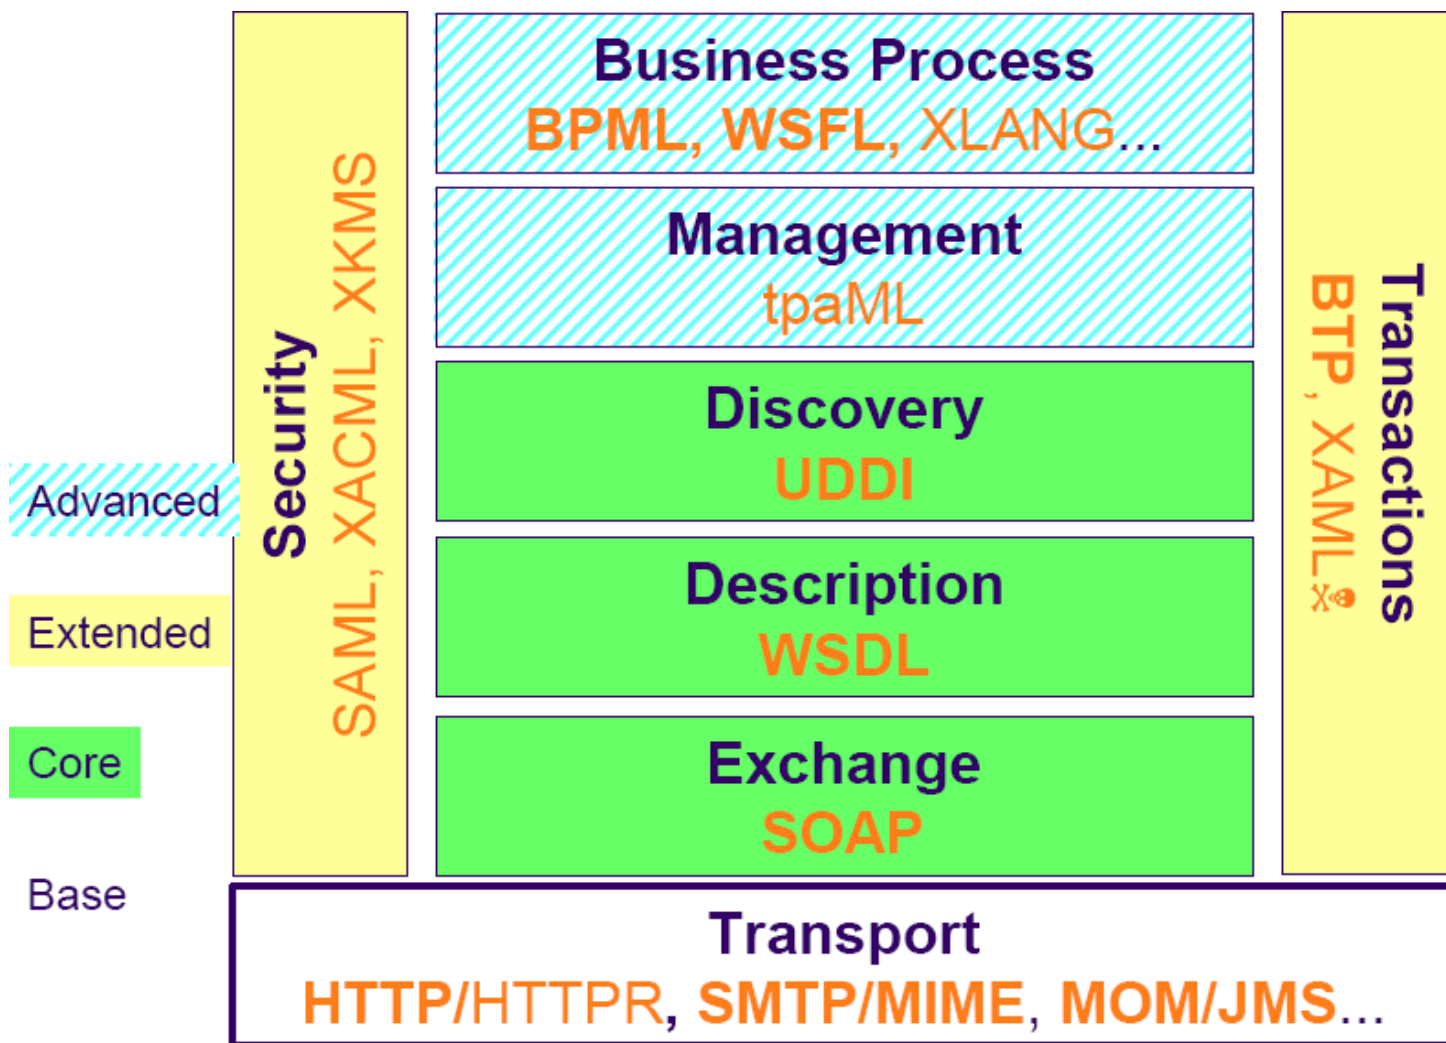 Business Process
BPML, WSFL, XLANG...
Management
tpaML
Discovery
UDDI
Description
WSDL
Exchange
SOAP
Security
SAML, XACML, XKMS
Transactions
BTP, XAML☠
Advanced
Extended
Core
Base
Transport
HTTP/HTTPR, SMTP/MIME, MOM/JMS...